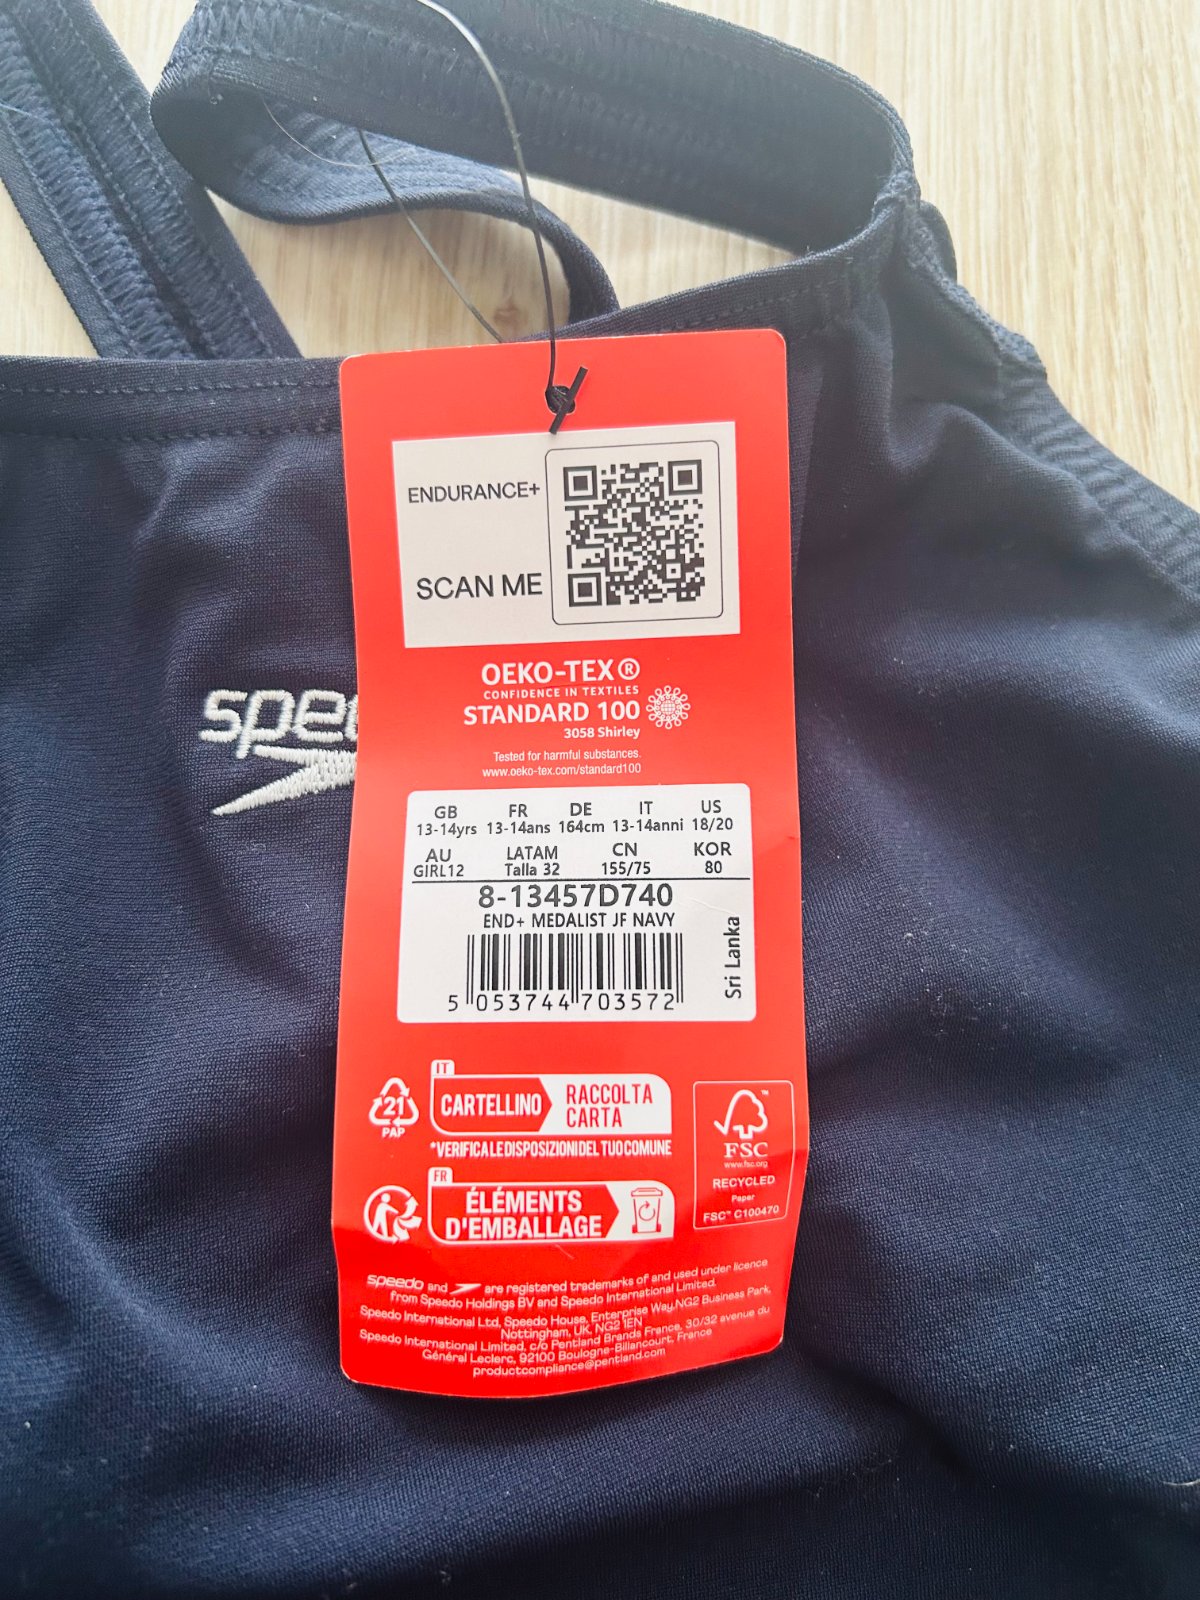 ENDURANCE+
SCAN ME
OEKO-TEX®
CONFIDENCE IN TEXTILES
STANDARD 100
3058 Shirley
Tested for harmful substances.
www.oeko-tex.com/standard100
spee
GB FR DE IT US
13-14yrs 13-14ans 164cm 13-14anni 18/20
AU LATAM CN KOR
GIRL12 Talla 32 155/75 80
8-13457D740
END+ MEDALIST JF NAVY
Sri Lanka
5 053744 703572
IT
CARTELLINO RACCOLTA CARTA
*VERIFICA LE DISPOSIZIONI DEL TUO COMUNE
21
PAP
FR
ÉLÉMENTS
D'EMBALLAGE
FSC™
www.fsc.org
RECYCLED
Paper
FSC™ C100470
speedo and are registered trademarks of and used under licence
from Speedo Holdings BV and Speedo International Limited.
Speedo International Ltd, Speedo House, Enterprise Way, NG2 Business Park,
Nottingham, UK, NG2 1EN
Speedo International Limited, c/o Pentland Brands France, 30/32 avenue du
Général Leclerc, 92100 Boulogne-Billancourt, France
productcompliance@pentland.com